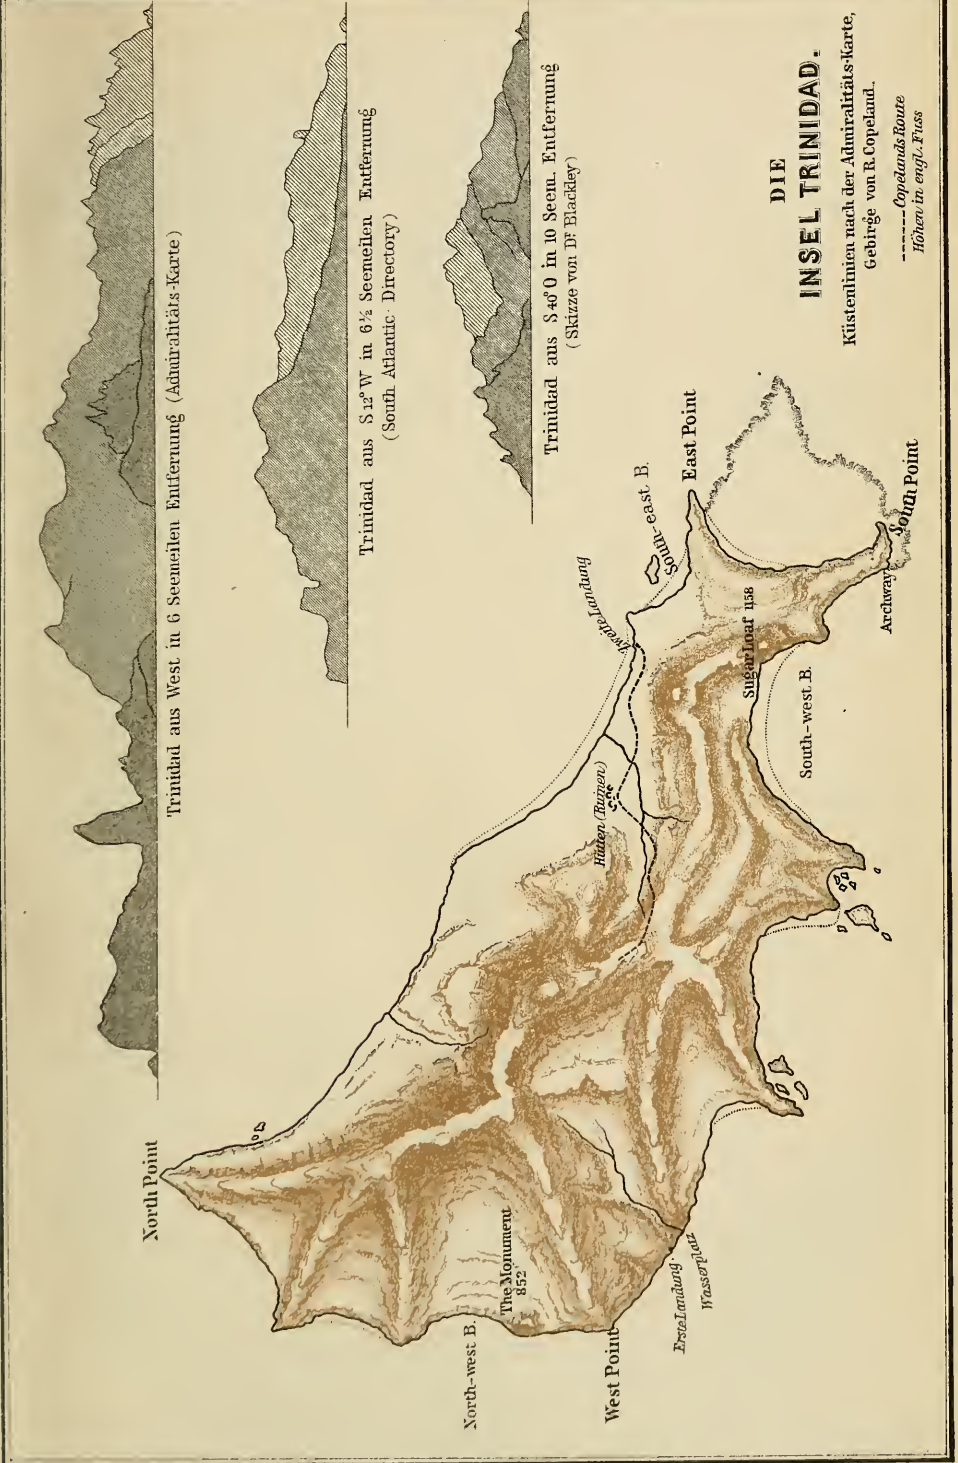 Trinidad aus West in 6 Seemeilen Entfernung (Admiralitäts-Karte)
Trinidad aus S 12° W in 6½ Seemeilen Entfernung
(South Atlantic Directory)
Trinidad aus S 40° O in 10 Seem. Entfernung
(Skizze von Dr Blackley)
DIE
INSEL TRINIDAD.
Küstenlinien nach der Admiralitäts-Karte,
Gebirge von R. Copeland.
------ Copelands Route
Höhen in engl. Fuss
North Point
North-west B.
The Monument
852'
West Point
Erste Landung.
Wasserplatz
Hütten (Ruinen)
Zweite Landung
South-east B.
East Point
Sugar Loaf 1158
South-west B.
Archway
South Point